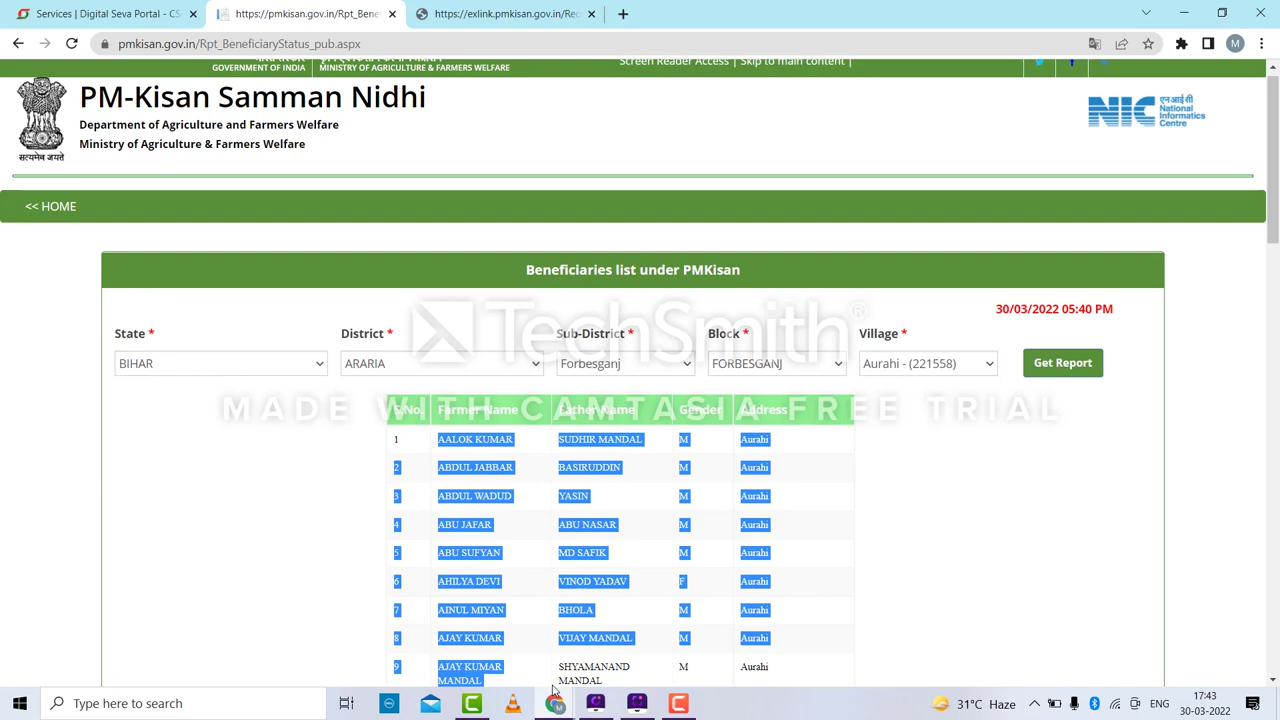 Service Disruption - CS
Benefits / Schemes
https://pmkisan.gov.in/Rpt_Bene
https://exlink.pmkisan.gov.in/ber
pmkisan.gov.in/Rpt_BeneficiaryStatus_pub.aspx
M
GOVERNMENT OF INDIA
MINISTRY OF AGRICULTURE & FARMERS WELFARE
Screen Reader Access | Skip to main content |
PM-Kisan Samman Nidhi
Department of Agriculture and Farmers Welfare
Ministry of Agriculture & Farmers Welfare
सत्यमेव जयते
NIC
एन आई सी
National
Informatics
Centre
<< HOME
Beneficiaries list under PMKisan
30/03/2022 05:40 PM
State * District * Sub-District * Block * Village *
BIHAR ARARIA Forbesganj FORBESGANJ Aurahi - (221558) Get Report
TechSmith®
MADE WITH CAMTASIA FREE TRIAL
S.No. Farmer Name Father Name Gender Address
1 AALOK KUMAR SUDHIR MANDAL M Aurahi
2 ABDUL JABBAR BASIRUDDIN M Aurahi
3 ABDUL WADUD YASIN M Aurahi
4 ABU JAFAR ABU NASAR M Aurahi
5 ABU SUFYAN MD SAFIK M Aurahi
6 AHILYA DEVI VINOD YADAV F Aurahi
7 AINUL MIYAN BHOLA M Aurahi
8 AJAY KUMAR VIJAY MANDAL M Aurahi
9 AJAY KUMAR SHYAMANAND M Aurahi
MANDAL MANDAL
Type here to search
31°C Haze
ENG
17:43
30-03-2022